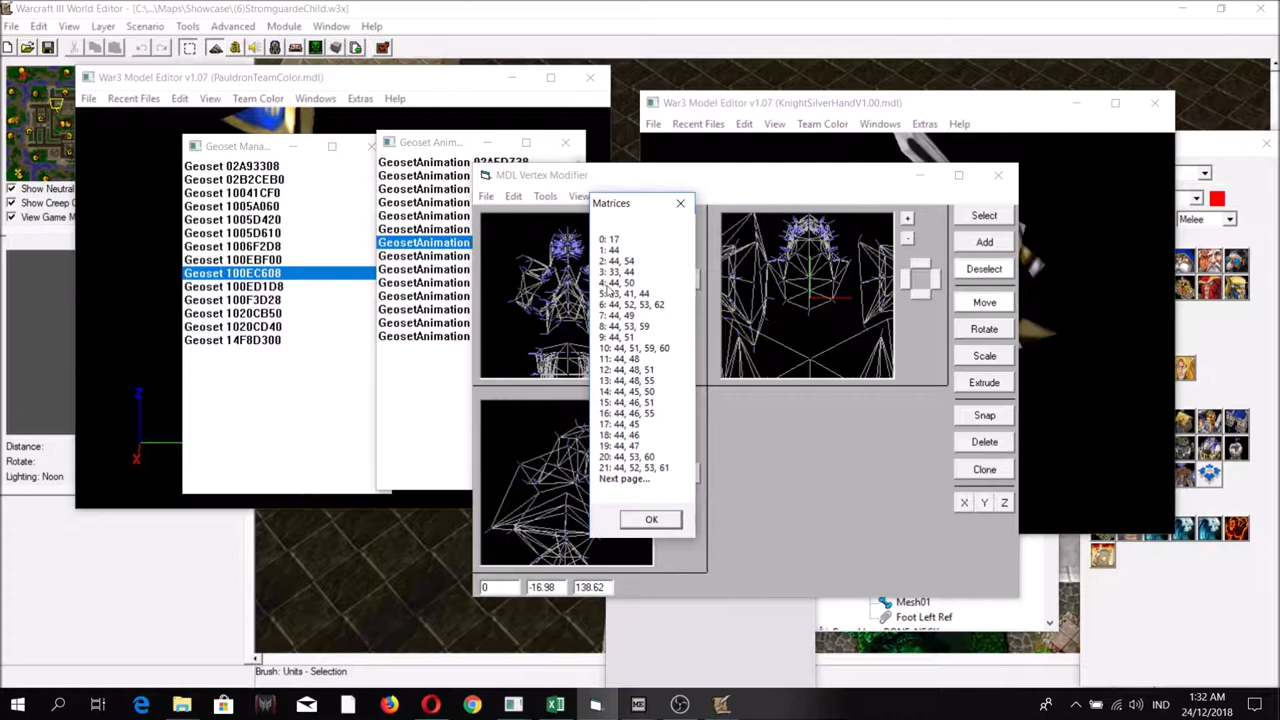 Warcraft III World Editor - [C:\...\Maps\Showcase\(6)StromguardeChild.w3x]
File Edit View Layer Scenario Tools Advanced Module Window Help
War3 Model Editor v1.07 (PauldronTeamColor.mdl)
File Recent Files Edit View Team Color Windows Extras Help
War3 Model Editor v1.07 (KnightSilverHandV1.00.mdl)
File Recent Files Edit View Team Color Windows Extras Help
Show Neutral
Show Creep
View Game M
Distance:
Rotate:
Lighting: Noon
Geoset Mana...
Geoset 02A93308
Geoset 02B2CEB0
Geoset 10041CF0
Geoset 1005A060
Geoset 1005D420
Geoset 1005D610
Geoset 1006F2D8
Geoset 100EBF00
Geoset 100EC608
Geoset 100ED1D8
Geoset 100F3D28
Geoset 1020CB50
Geoset 1020CD40
Geoset 14F8D300
Geoset Anim...
GeosetAnimation
GeosetAnimation
GeosetAnimation
GeosetAnimation
GeosetAnimation
GeosetAnimation
GeosetAnimation
GeosetAnimation
GeosetAnimation
GeosetAnimation
GeosetAnimation
GeosetAnimation
GeosetAnimation
GeosetAnimation
MDL Vertex Modifier
File Edit Tools View
Matrices
0: 17
1: 44
2: 44, 54
3: 33, 44
4: 44, 50
5: 33, 41, 44
6: 44, 52, 53, 62
7: 44, 49
8: 44, 53, 59
9: 44, 51
10: 44, 51, 59, 60
11: 44, 48
12: 44, 48, 51
13: 44, 48, 55
14: 44, 45, 50
15: 44, 46, 51
16: 44, 46, 55
17: 44, 45
18: 44, 46
19: 44, 47
20: 44, 53, 60
21: 44, 52, 53, 61
Next page...
OK
+
-
Select
Add
Deselect
Move
Rotate
Scale
Extrude
Snap
Delete
Clone
X Y Z
0 -16.98 138.62
Melee
Mesh01
Foot Left Ref
Z
X
Brush: Units - Selection
IND
1:32 AM
24/12/2018